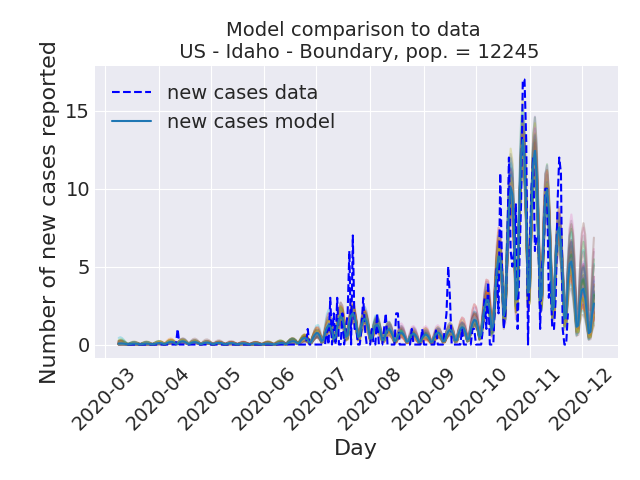 Model comparison to data
US - Idaho - Boundary, pop. = 12245
new cases data
new cases model
Number of new cases reported
15
10
5
0
2020-03
2020-04
2020-05
2020-06
2020-07
2020-08
2020-09
2020-10
2020-11
2020-12
Day